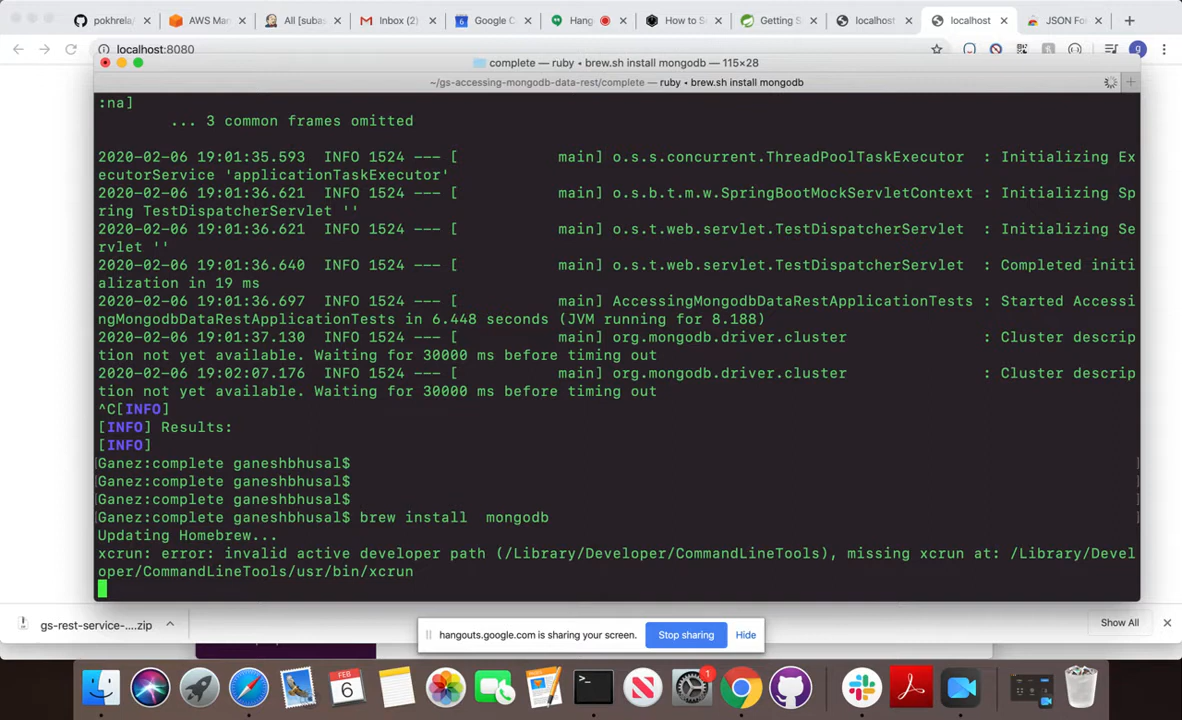 pokhrela/
AWS Man
All [subas
Inbox (2)
Google C
Hang
How to Sc
Getting S
localhost:
localhost
JSON For
localhost:8080
complete — ruby • brew.sh install mongodb — 115×28
~/gs-accessing-mongodb-data-rest/complete — ruby • brew.sh install mongodb
:na]
... 3 common frames omitted
2020-02-06 19:01:35.593  INFO 1524 --- [           main] o.s.s.concurrent.ThreadPoolTaskExecutor  : Initializing Ex
ecutorService 'applicationTaskExecutor'
2020-02-06 19:01:36.621  INFO 1524 --- [           main] o.s.b.t.m.w.SpringBootMockServletContext : Initializing Sp
ring TestDispatcherServlet ''
2020-02-06 19:01:36.621  INFO 1524 --- [           main] o.s.t.web.servlet.TestDispatcherServlet  : Initializing Se
rvlet ''
2020-02-06 19:01:36.640  INFO 1524 --- [           main] o.s.t.web.servlet.TestDispatcherServlet  : Completed initi
alization in 19 ms
2020-02-06 19:01:36.697  INFO 1524 --- [           main] AccessingMongodbDataRestApplicationTests : Started Accessi
ngMongodbDataRestApplicationTests in 6.448 seconds (JVM running for 8.188)
2020-02-06 19:01:37.130  INFO 1524 --- [           main] org.mongodb.driver.cluster               : Cluster descrip
tion not yet available. Waiting for 30000 ms before timing out
2020-02-06 19:02:07.176  INFO 1524 --- [           main] org.mongodb.driver.cluster               : Cluster descrip
tion not yet available. Waiting for 30000 ms before timing out
^C[INFO]
[INFO] Results:
[INFO]
Ganez:complete ganeshbhusal$
Ganez:complete ganeshbhusal$
Ganez:complete ganeshbhusal$
Ganez:complete ganeshbhusal$ brew install  mongodb
Updating Homebrew...
xcrun: error: invalid active developer path (/Library/Developer/CommandLineTools), missing xcrun at: /Library/Devel
oper/CommandLineTools/usr/bin/xcrun
gs-rest-service-....zip
Show All
hangouts.google.com is sharing your screen.
Stop sharing
Hide
FEB
6
1